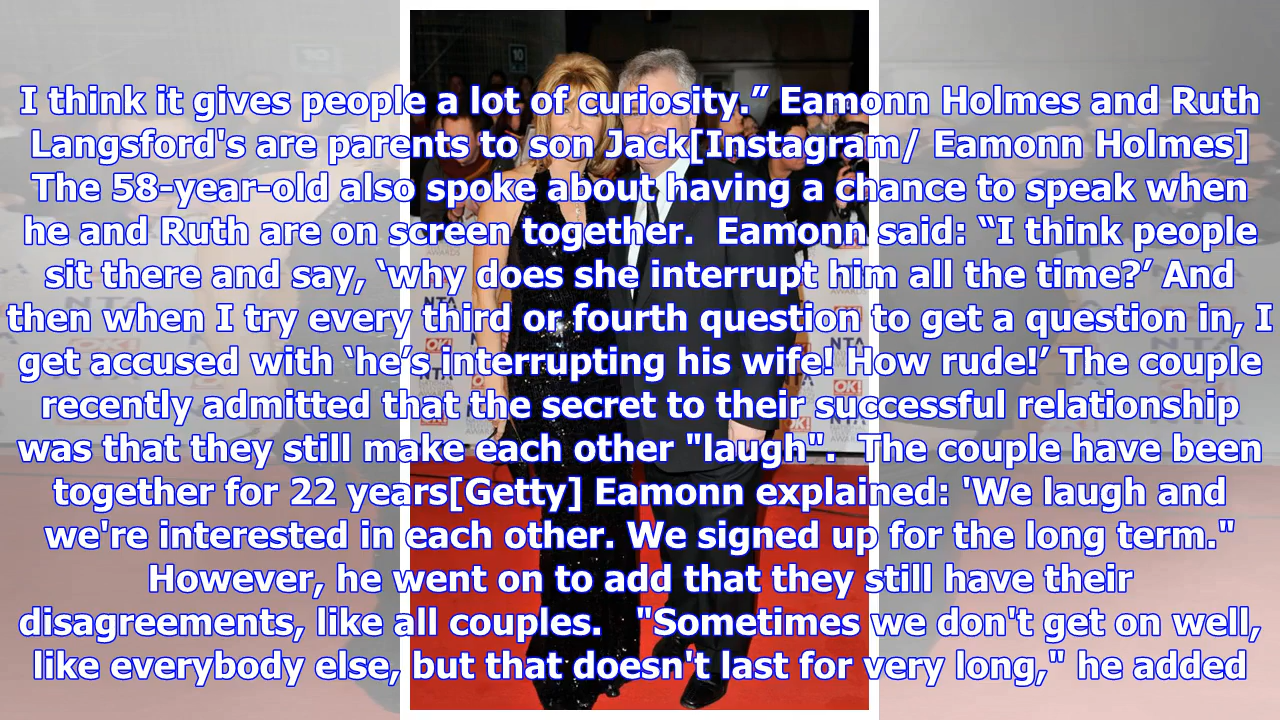 I think it gives people a lot of curiosity.” Eamonn Holmes and Ruth
Langsford's are parents to son Jack[Instagram/ Eamonn Holmes]
The 58-year-old also spoke about having a chance to speak when
he and Ruth are on screen together.  Eamonn said: “I think people
sit there and say, ‘why does she interrupt him all the time?’ And
then when I try every third or fourth question to get a question in, I
get accused with ‘he’s interrupting his wife! How rude!’ The couple
recently admitted that the secret to their successful relationship
was that they still make each other "laugh".  The couple have been
together for 22 years[Getty] Eamonn explained: 'We laugh and
we're interested in each other. We signed up for the long term."
However, he went on to add that they still have their
disagreements, like all couples.   "Sometimes we don't get on well,
like everybody else, but that doesn't last for very long," he added
10
NTA
OK!
NTA
OK!